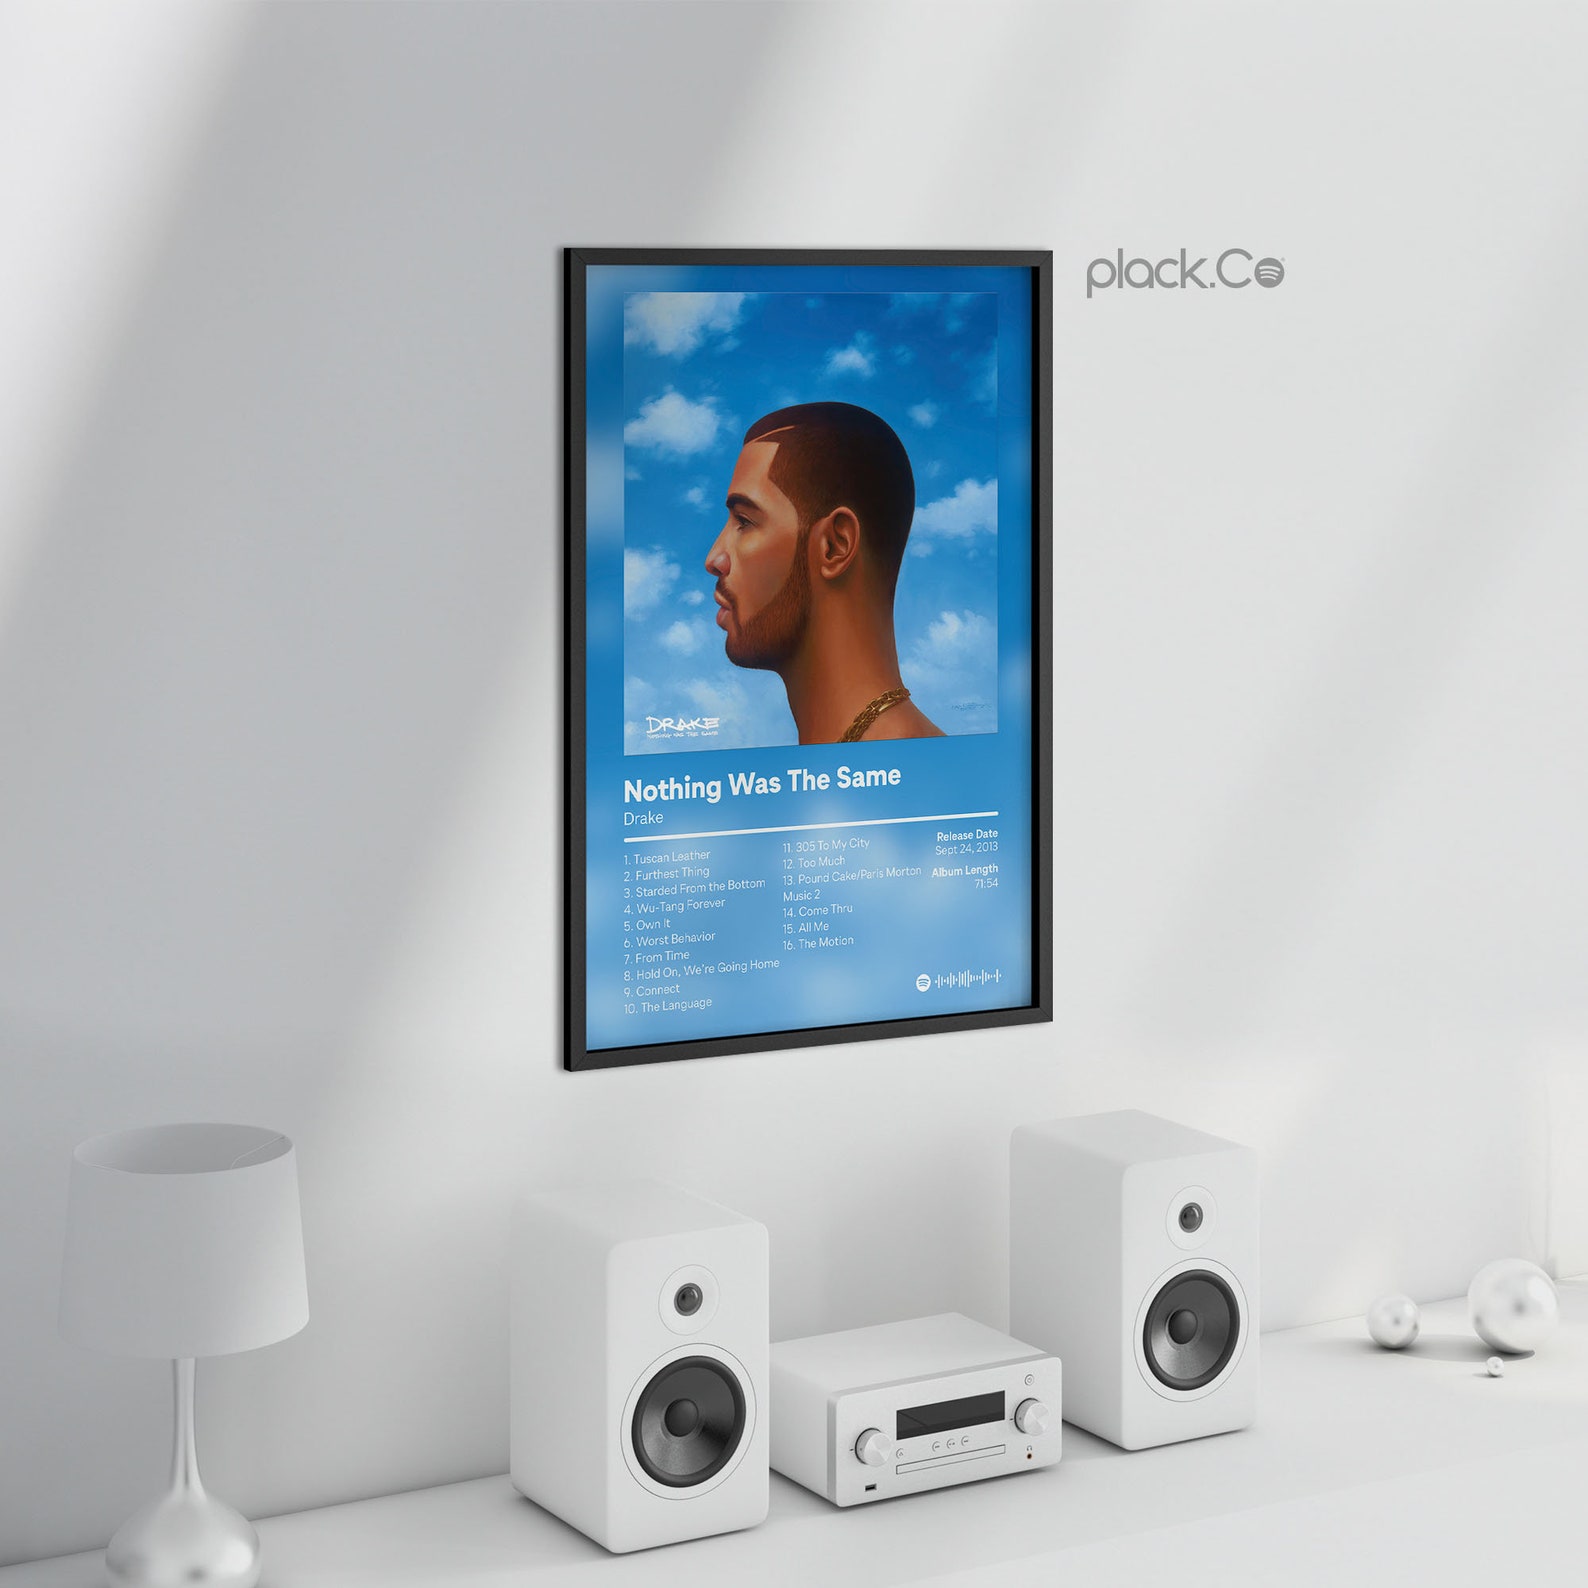 plack.Co
DRAKE
NOTHING WAS THE SAME
Nothing Was The Same
Drake
1. Tuscan Leather
2. Furthest Thing
3. Starded From the Bottom
4. Wu-Tang Forever
5. Own It
6. Worst Behavior
7. From Time
8. Hold On, We're Going Home
9. Connect
10. The Language
11. 305 To My City
12. Too Much
13. Pound Cake/Paris Morton
Music 2
14. Come Thru
15. All Me
16. The Motion
Release Date
Sept 24, 2013
Album Length
71:54